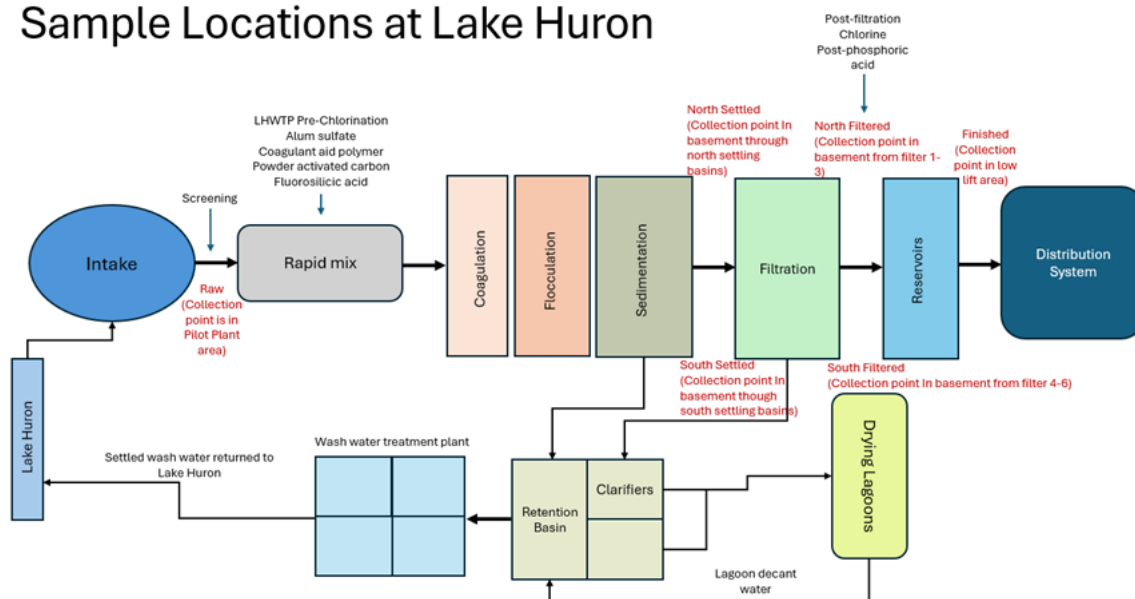 Sample Locations at Lake Huron
Post-filtration
Chlorine
Post-phosphoric
acid
LHWTP Pre-Chlorination
Alum sulfate
Coagulant aid polymer
Powder activated carbon
Fluorosilicic acid
North Settled
(Collection point In
basement through
north settling
basins)
North Filtered
(Collection point in
basement from filter 1-
3)
Finished
(Collection
point in low
lift area)
Screening
Intake
Rapid mix
Coagulation
Flocculation
Sedimentation
Filtration
Reservoirs
Distribution
System
Raw
(Collection
point is in
Pilot Plant
area)
South Settled
(Collection point In
basement though
south settling basins)
South Filtered
(Collection point In basement from filter 4-6)
Lake Huron
Settled wash water returned to
Lake Huron
Wash water treatment plant
Retention
Basin
Clarifiers
Drying Lagoons
Lagoon decant
water